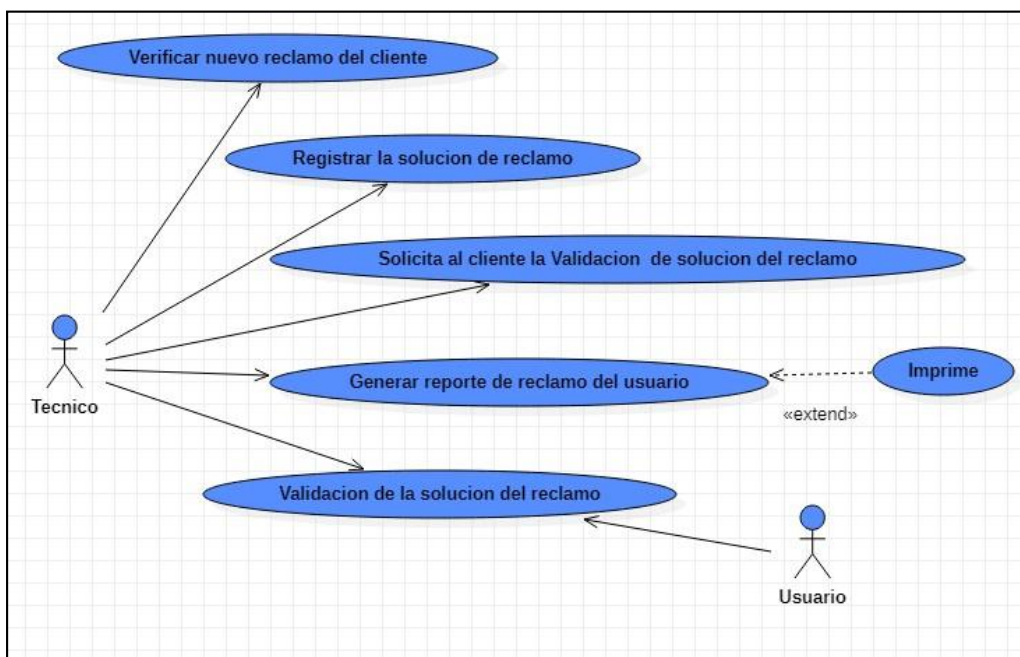 Verificar nuevo reclamo del cliente
Registrar la solucion de reclamo
Solicita al cliente la Validacion de solucion del reclamo
Tecnico
Generar reporte de reclamo del usuario
Imprime
«extend»
Validacion de la solucion del reclamo
Usuario